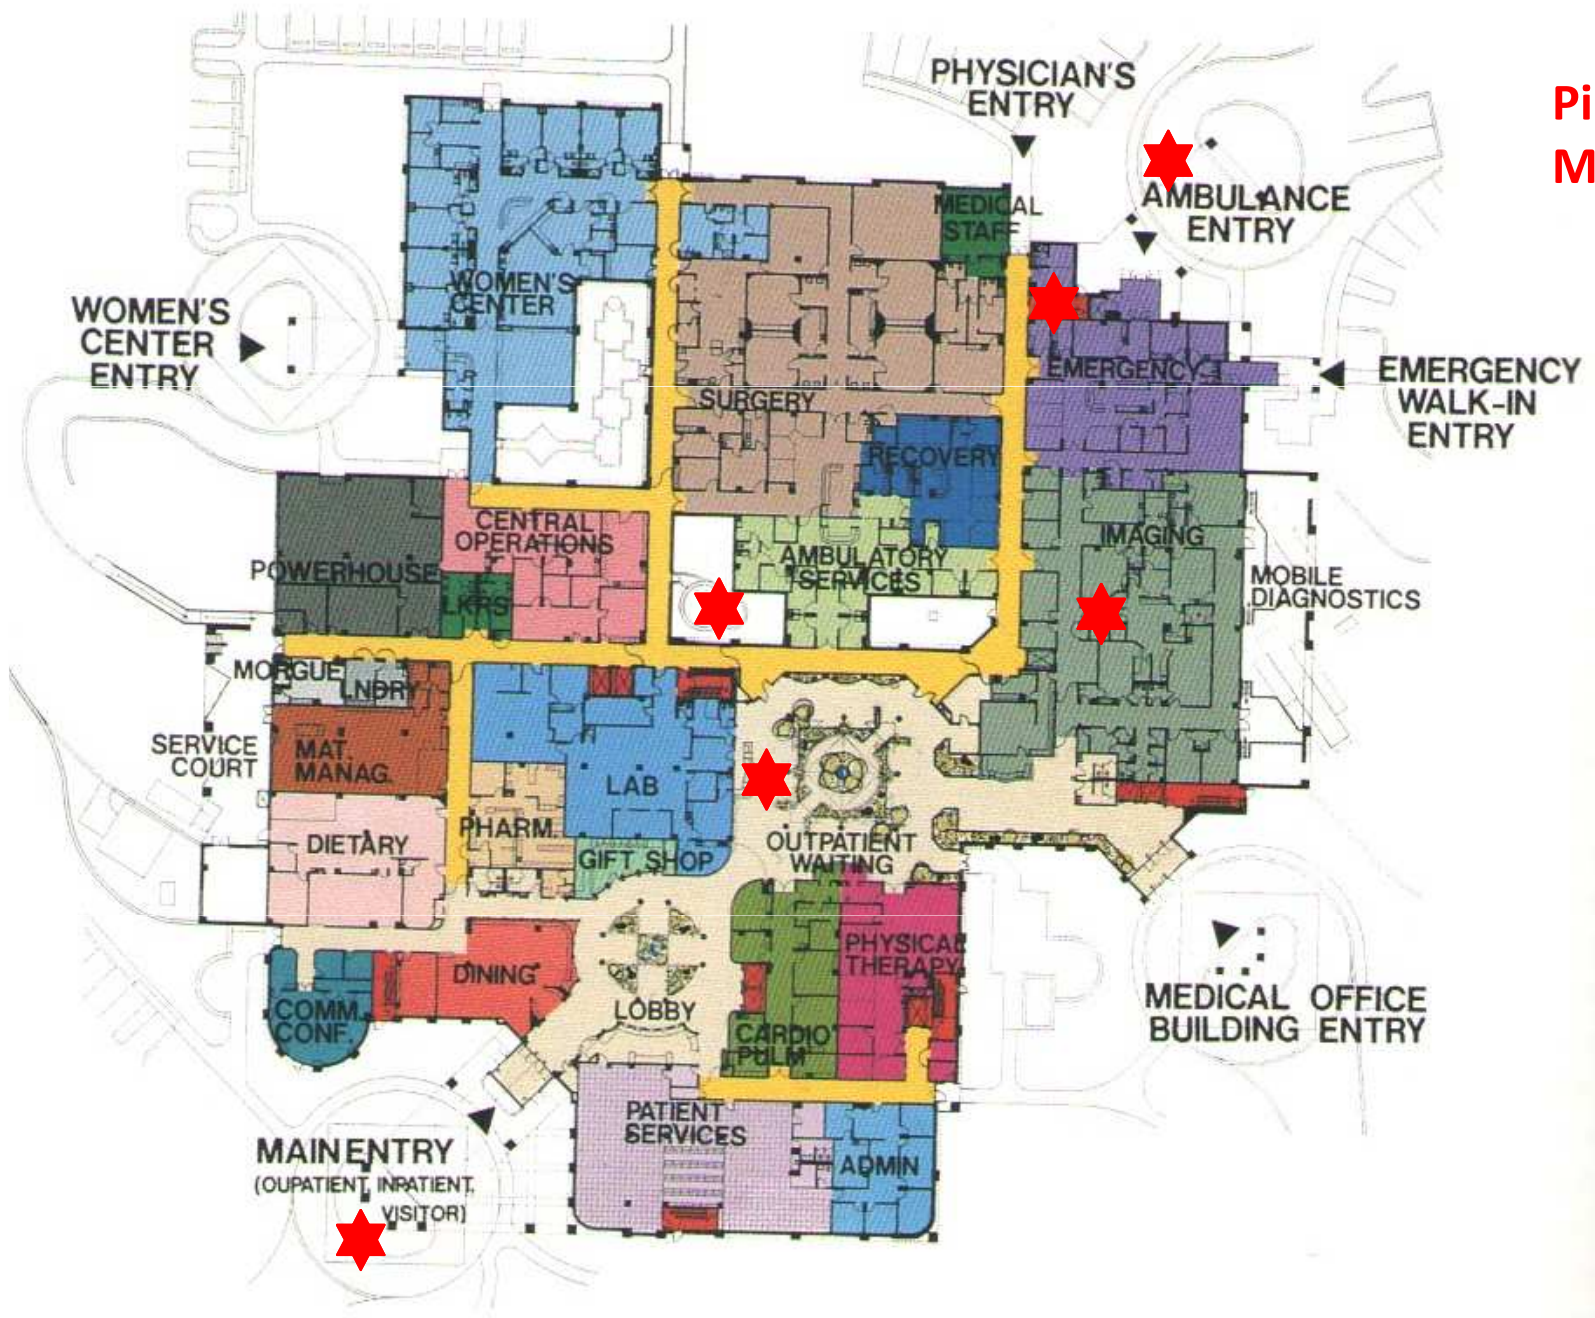 PHYSICIAN'S
ENTRY
Pi
M
AMBULANCE
ENTRY
MEDICAL
STAFF
WOMEN'S
CENTER
WOMEN'S
CENTER
ENTRY
EMERGENCY
EMERGENCY
WALK-IN
ENTRY
SURGERY
RECOVERY
CENTRAL
OPERATIONS
IMAGING
AMBULATORY
SERVICES
POWERHOUSE
LKRS
MOBILE
DIAGNOSTICS
MORGUE
LNDRY
SERVICE
COURT
MAT.
MANAG.
LAB
DIETARY
PHARM.
GIFT SHOP
OUTPATIENT
WAITING
PHYSICAL
THERAPY
DINING
LOBBY
COMM.
CONF.
CARDIO
PULM
MEDICAL OFFICE
BUILDING ENTRY
PATIENT
SERVICES
ADMIN
MAIN ENTRY
(OUPATIENT, INPATIENT,
VISITOR)